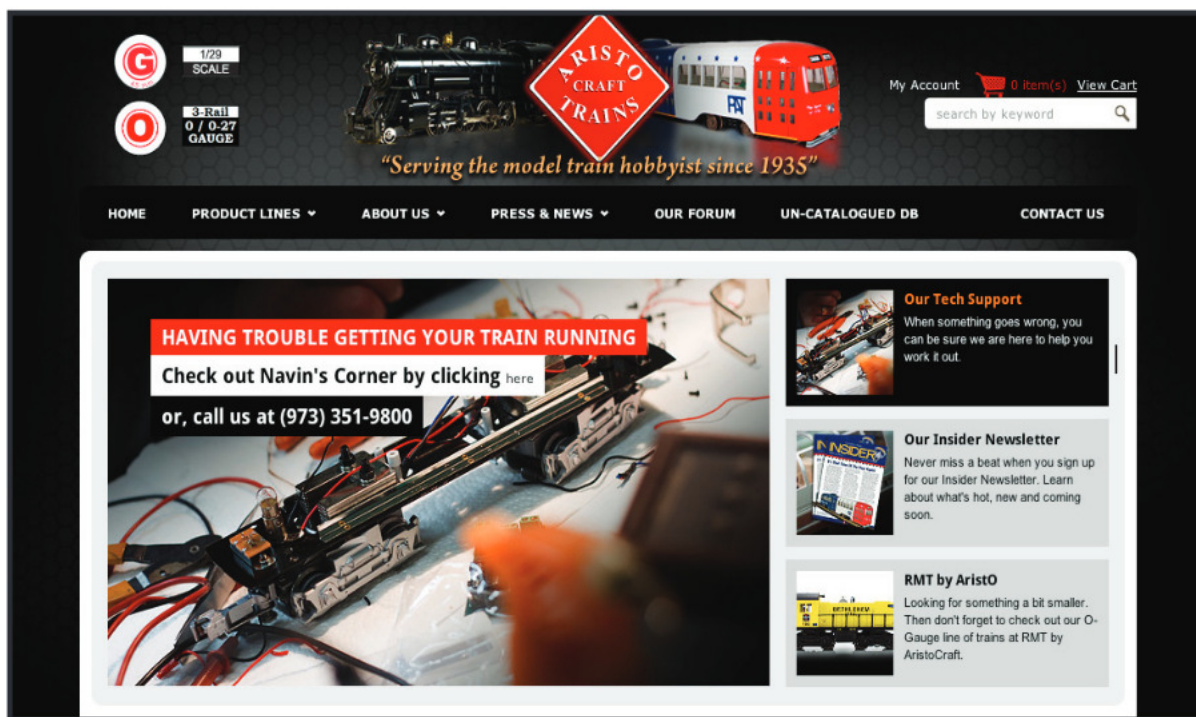 G
1/29
SCALE
O
3-Rail
0 / 0-27
GAUGE
ARISTO
CRAFT
TRAINS
PAT
"Serving the model train hobbyist since 1935"
My Account
0 item(s)
View Cart
search by keyword
HOME
PRODUCT LINES
ABOUT US
PRESS & NEWS
OUR FORUM
UN-CATALOGUED DB
CONTACT US
HAVING TROUBLE GETTING YOUR TRAIN RUNNING
Check out Navin's Corner by clicking here
or, call us at (973) 351-9800
Our Tech Support
When something goes wrong, you
can be sure we are here to help you
work it out.
INSIDER
Our Insider Newsletter
Never miss a beat when you sign up
for our Insider Newsletter. Learn
about what's hot, new and coming
soon.
BETHLEHEM
RMT by AristO
Looking for something a bit smaller.
Then don't forget to check out our O-
Gauge line of trains at RMT by
AristoCraft.